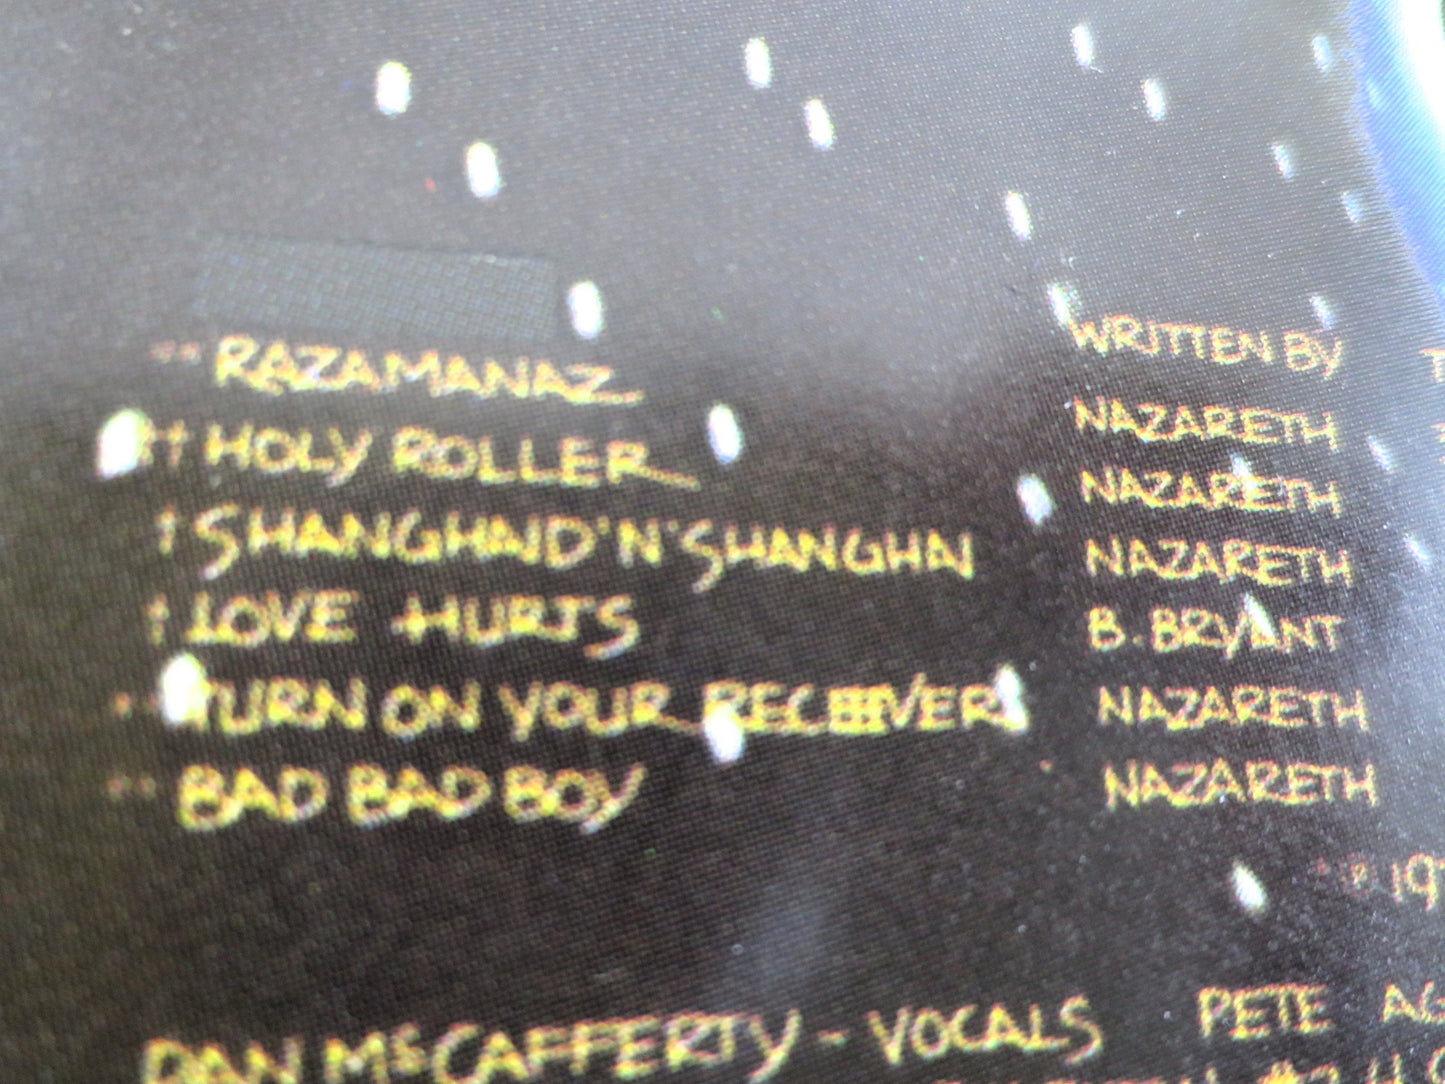 WRITTEN BY
RAZAMANAZ NAZARETH
†† HOLY ROLLER NAZARETH
† SHANGHAID'N'SHANGHAI NAZARETH
† LOVE HURTS B. BRYANT
TURN ON YOUR RECEIVER NAZARETH
BAD BAD BOY NAZARETH
DAN McCAFFERTY - VOCALS PETE